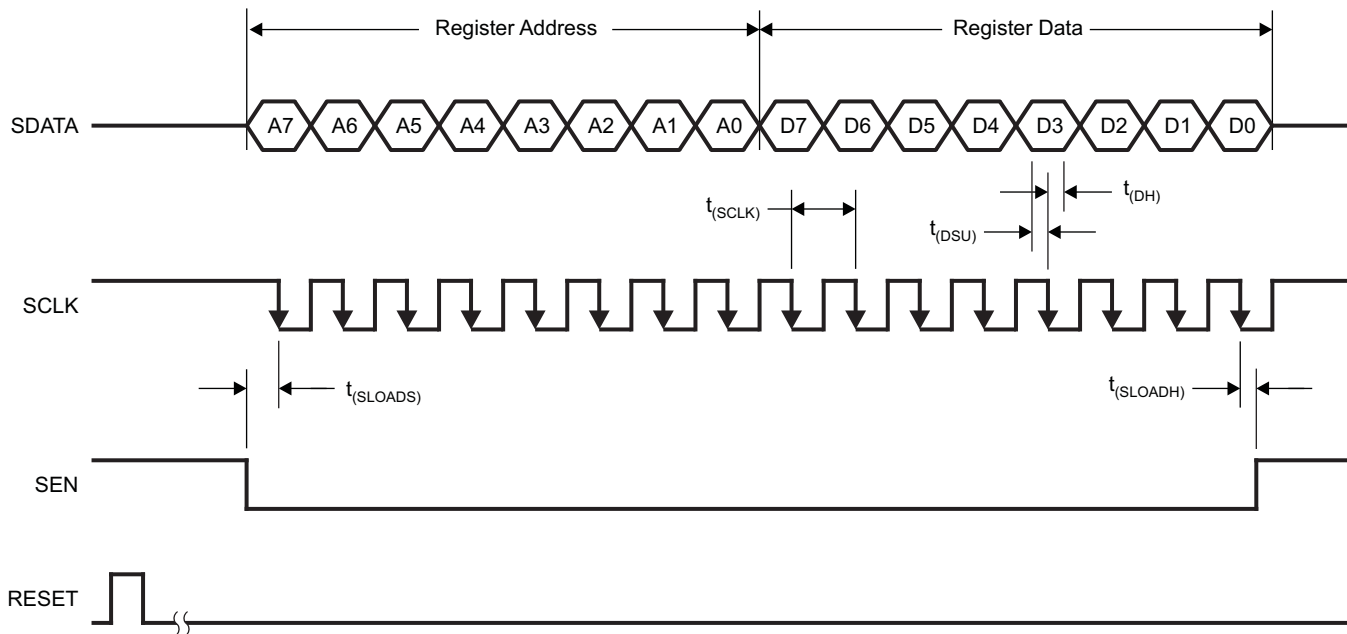 Register Address
Register Data
SDATA
A7 A6 A5 A4 A3 A2 A1 A0 D7 D6 D5 D4 D3 D2 D1 D0
t(SCLK)
t(DH)
t(DSU)
SCLK
t(SLOADS)
t(SLOADH)
SEN
RESET